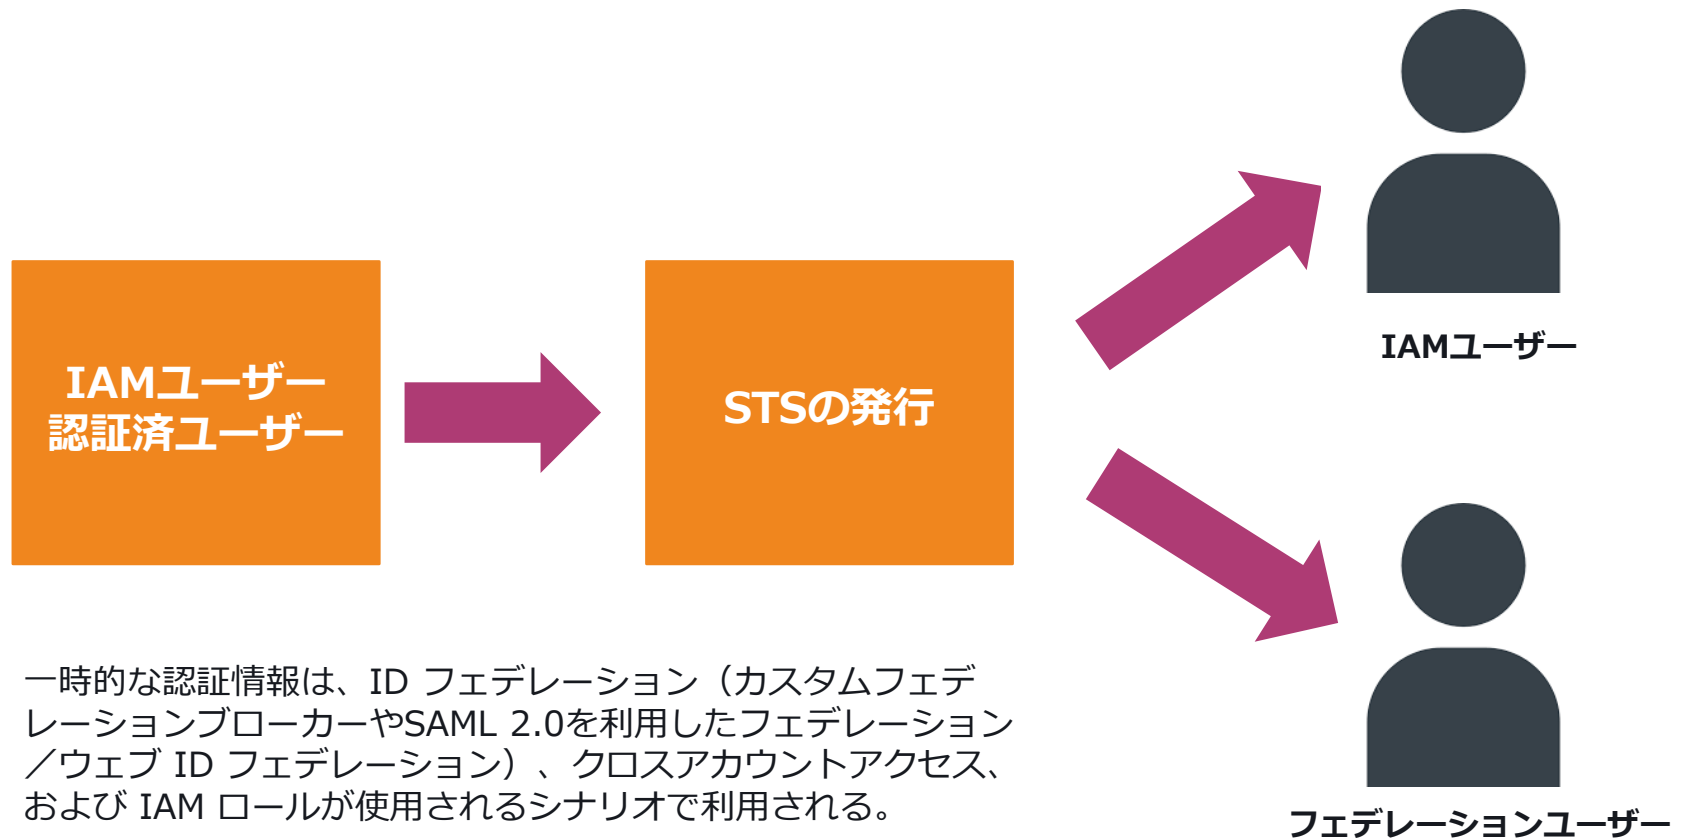 IAMユーザー
認証済ユーザー
STSの発行
IAMユーザー
フェデレーションユーザー
一時的な認証情報は、ID フェデレーション（カスタムフェデ
レーションブローカーやSAML 2.0を利用したフェデレーション
／ウェブ ID フェデレーション）、クロスアカウントアクセス、
および IAM ロールが使用されるシナリオで利用される。